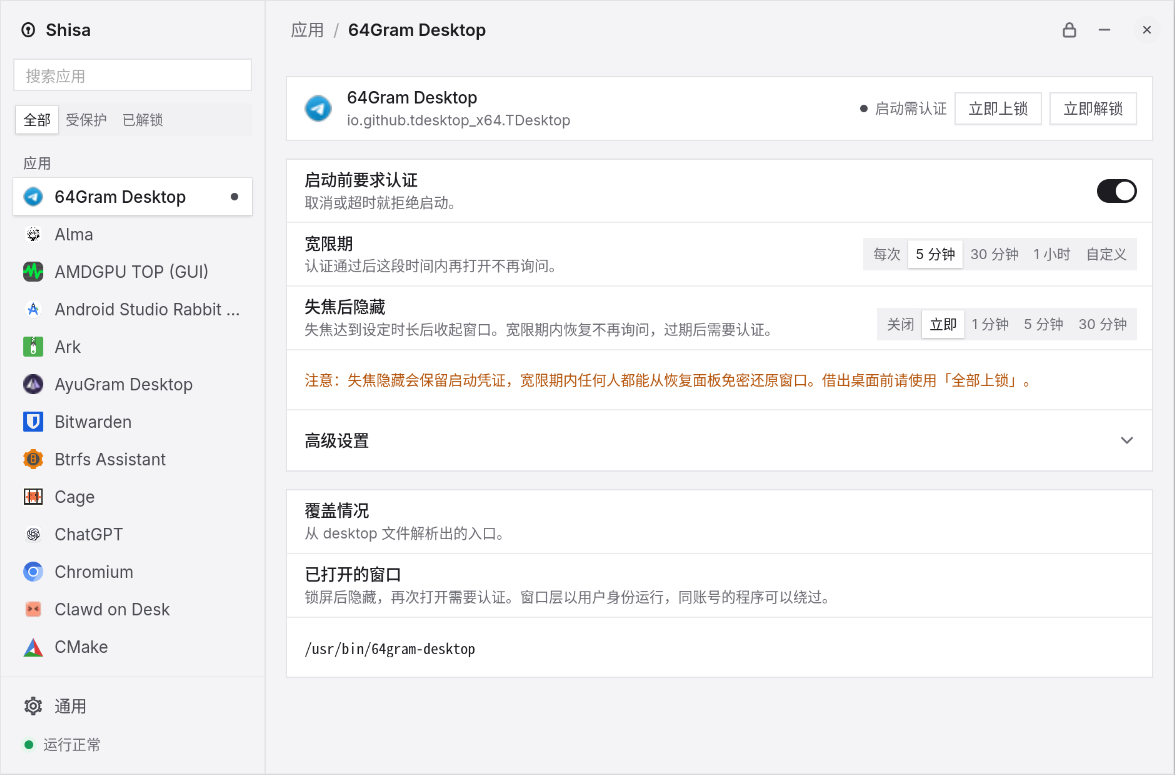 Shisa
搜索应用
全部 受保护 已解锁
应用
64Gram Desktop
Alma
AMDGPU TOP (GUI)
Android Studio Rabbit ...
Ark
AyuGram Desktop
Bitwarden
Btrfs Assistant
Cage
ChatGPT
Chromium
Clawd on Desk
CMake
通用
运行正常
应用 / 64Gram Desktop
64Gram Desktop
io.github.tdesktop_x64.TDesktop
启动需认证 立即上锁 立即解锁
启动前要求认证
取消或超时就拒绝启动。
宽限期
认证通过后这段时间内再打开不再询问。
每次 5 分钟 30 分钟 1 小时 自定义
失焦后隐藏
失焦达到设定时长后收起窗口。宽限期内恢复不再询问，过期后需要认证。
关闭 立即 1 分钟 5 分钟 30 分钟
注意：失焦隐藏会保留启动凭证，宽限期内任何人都能从恢复面板免密还原窗口。借出桌面前请使用「全部上锁」。
高级设置
覆盖情况
从 desktop 文件解析出的入口。
已打开的窗口
锁屏后隐藏，再次打开需要认证。窗口层以用户身份运行，同账号的程序可以绕过。
/usr/bin/64gram-desktop